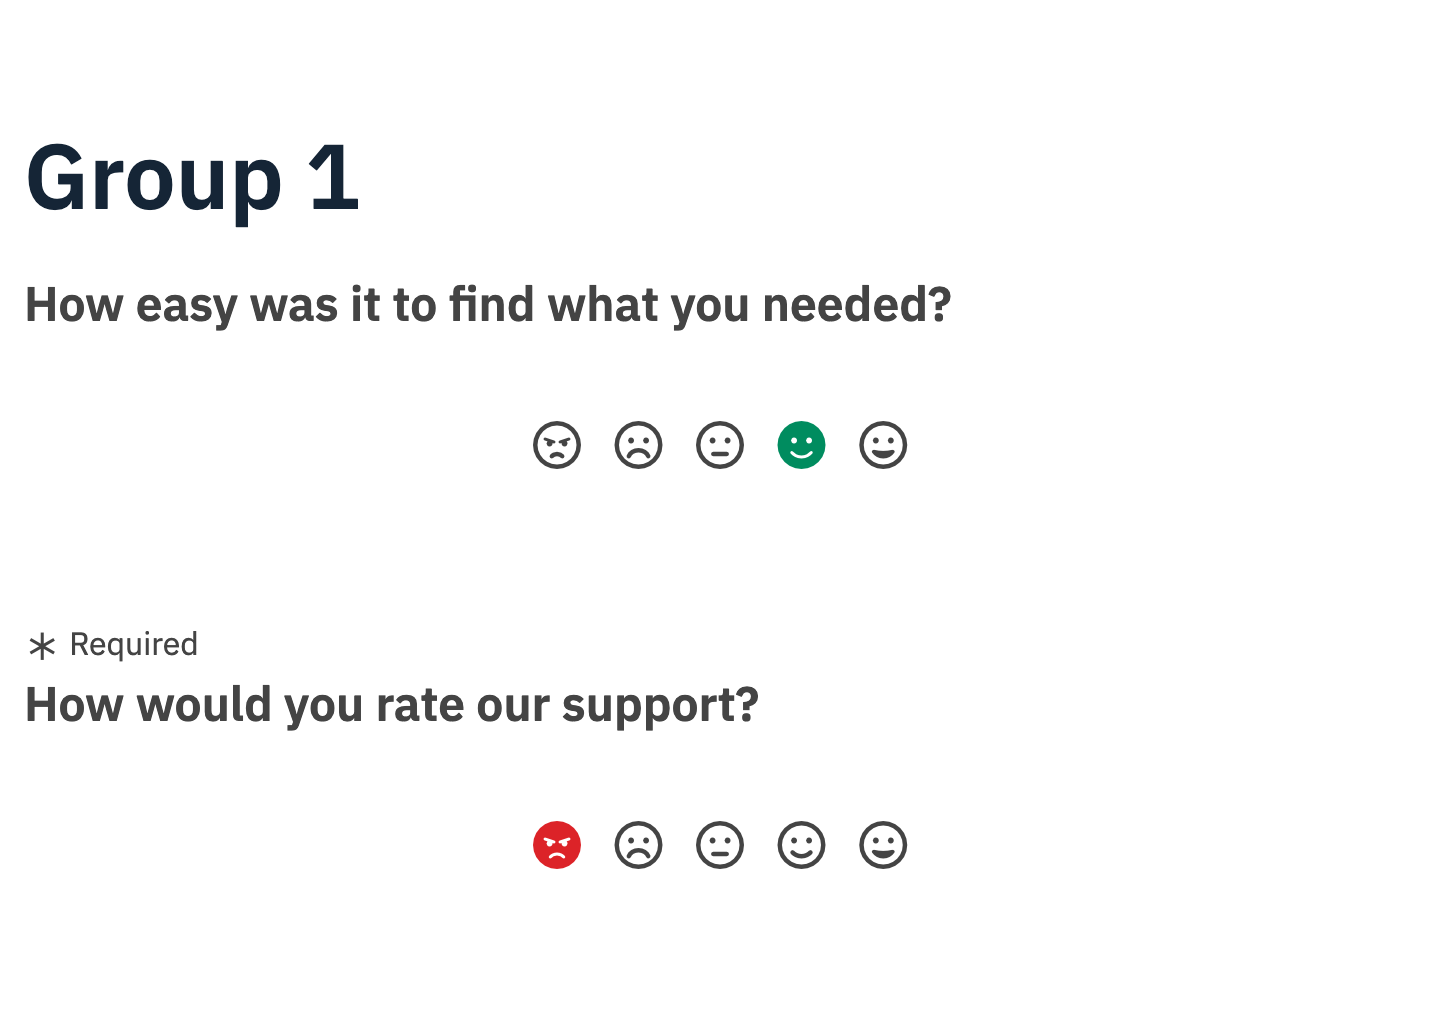 Group 1
How easy was it to find what you needed?
* Required
How would you rate our support?